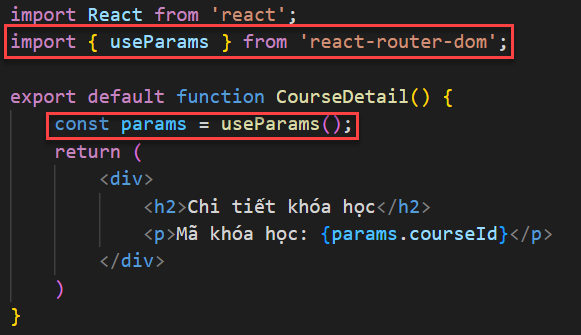 import React from 'react';
import { useParams } from 'react-router-dom';
export default function CourseDetail() {
const params = useParams();
return (
<div>
<h2>Chi tiết khóa học</h2>
<p>Mã khóa học: {params.courseId}</p>
</div>
)
}